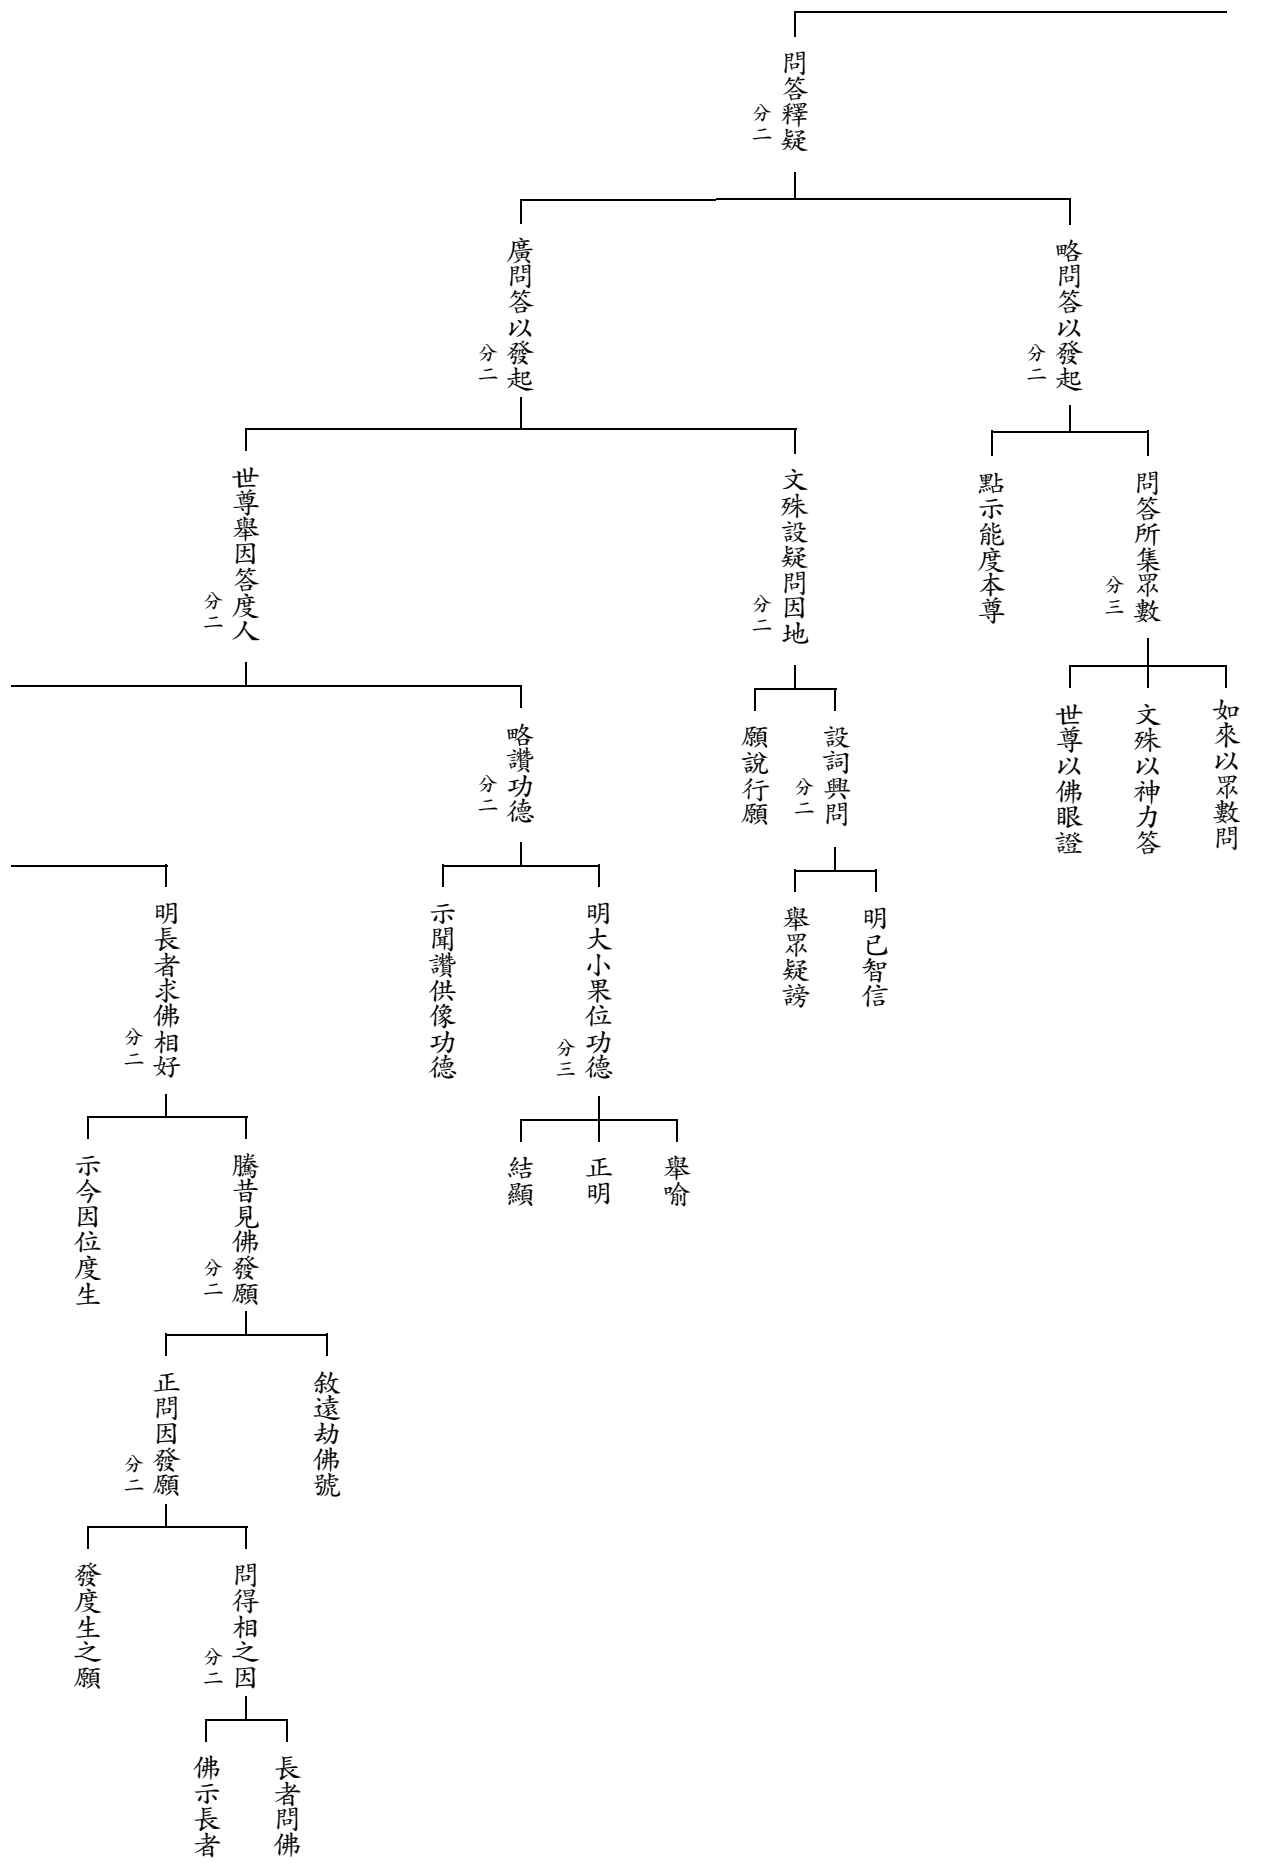 問答釋疑
分二
略問答以發起
分二
廣問答以發起
分二
問答所集眾數
分三
點示能度本尊
文殊設疑問因地
分二
世尊舉因答度人
分二
如來以眾數問
文殊以神力答
世尊以佛眼證
設詞興問
分二
願說行願
略讚功德
分二
明已智信
舉眾疑謗
明大小果位功德
分三
示聞讚供像功德
明長者求佛相好
分二
舉喻
正明
結顯
騰昔見佛發願
分二
示今因位度生
敘遠劫佛號
正問因發願
分二
問得相之因
分二
發度生之願
長者問佛
佛示長者